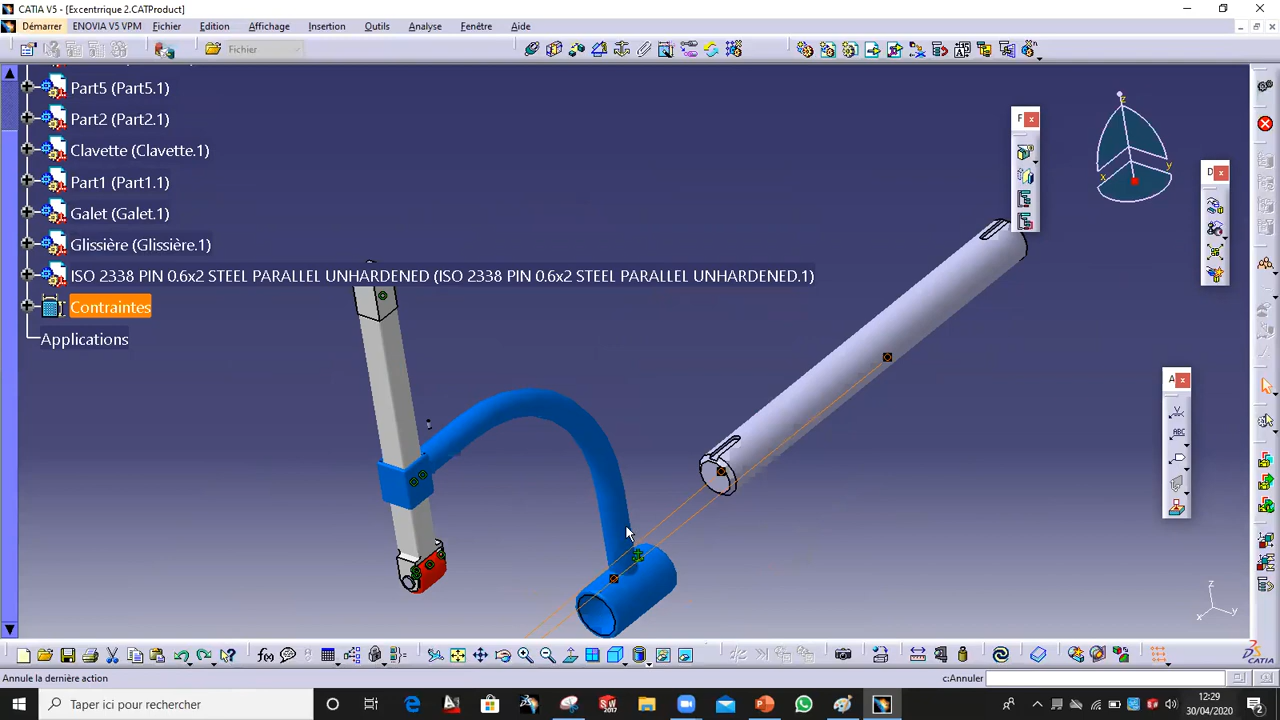 CATIA V5 - [Excentrrique 2.CATProduct]
Démarrer ENOVIA V5 VPM Fichier Edition Affichage Insertion Outils Analyse Fenêtre Aide
Fichier
Part5 (Part5.1)
Part2 (Part2.1)
Clavette (Clavette.1)
Part1 (Part1.1)
Galet (Galet.1)
Glissière (Glissière.1)
ISO 2338 PIN 0.6x2 STEEL PARALLEL UNHARDENED (ISO 2338 PIN 0.6x2 STEEL PARALLEL UNHARDENED.1)
Contraintes
Applications
F
D
A
ABC
z
x
y
z
x
y
f(x)
CATIA
Annule la dernière action
c:Annuler
Taper ici pour rechercher
12:29
30/04/2020